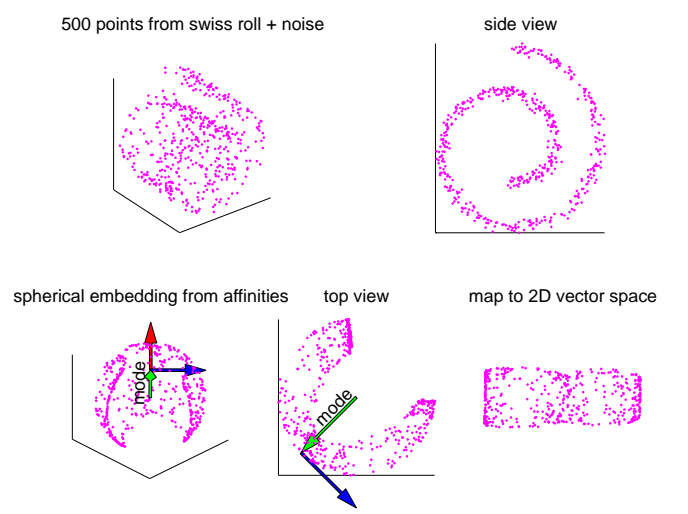 500 points from swiss roll + noise
side view
spherical embedding from affinities
top view
map to 2D vector space
mode
mode